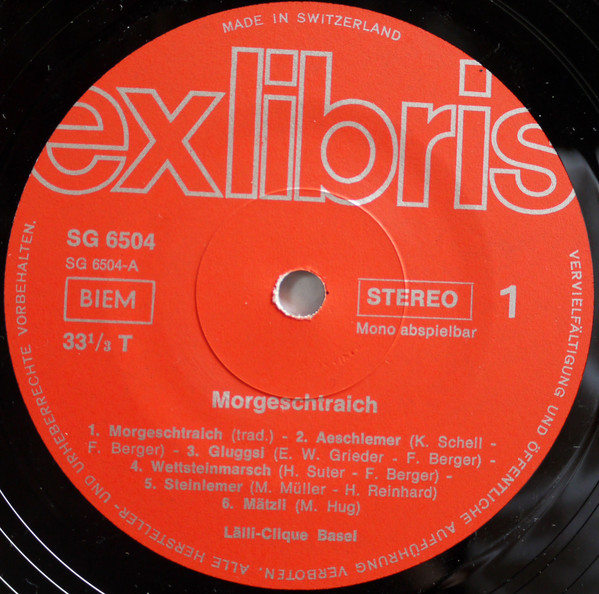 MADE IN SWITZERLAND
exlibris
SG 6504
SG 6504-A
BIEM
33¹/₃ T
STEREO
1
Mono abspielbar
Morgeschtraich
1. Morgeschtraich (trad.) - 2. Aeschlemer (K. Schell -
F. Berger) - 3. Gluggsi (E. W. Grieder - F. Berger) -
4. Wettsteinmarsch (H. Suter - F. Berger) -
5. Steinlemer (M. Müller - H. Reinhard)
6. Mätzli (M. Hug)
Lälli-Clique Basel
VERVIELFÄLTIGUNG UND ÖFFENTLICHE AUFFÜHRUNG VERBOTEN. ALLE HERSTELLER- UND URHEBERRECHTE VORBEHALTEN.